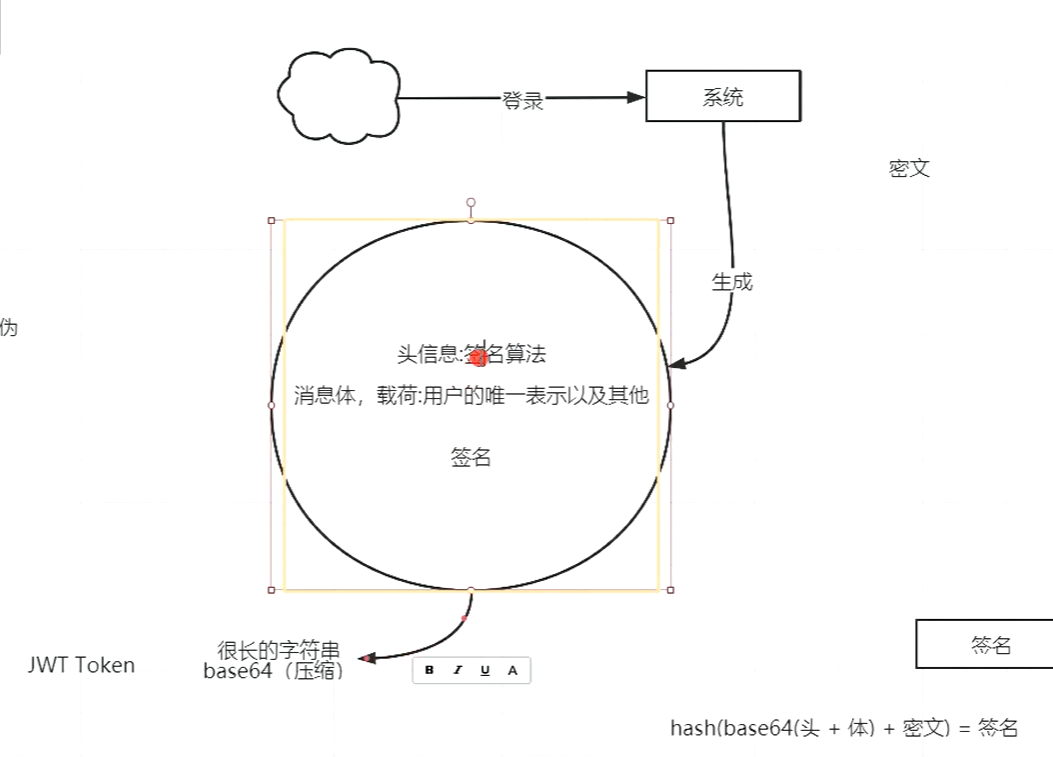 登录
系统
密文
生成
伪
头信息:签名算法
消息体，载荷:用户的唯一表示以及其他
签名
很长的字符串
base64（压缩）
JWT Token
B I U A
签名
hash(base64(头 + 体) + 密文) = 签名